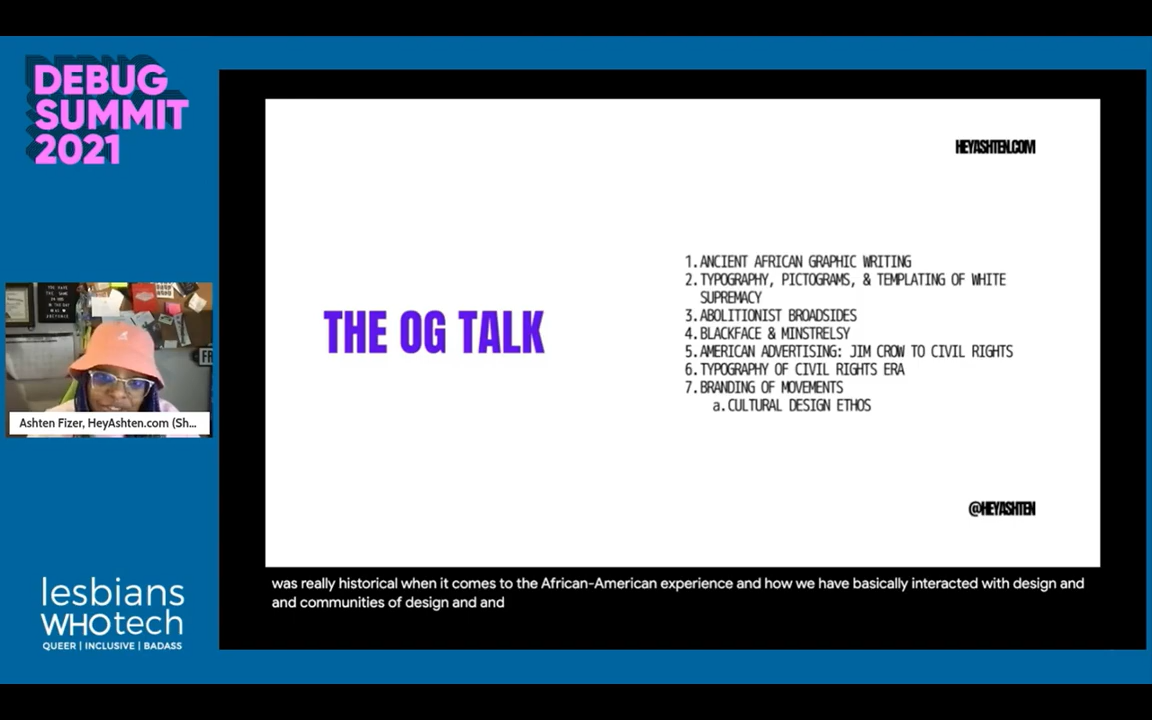 DEBUG
SUMMIT
2021
HEYASHTEN.COM
THE OG TALK
1. ANCIENT AFRICAN GRAPHIC WRITING
2. TYPOGRAPHY, PICTOGRAMS, & TEMPLATING OF WHITE
SUPREMACY
3. ABOLITIONIST BROADSIDES
4. BLACKFACE & MINSTRELSY
5. AMERICAN ADVERTISING: JIM CROW TO CIVIL RIGHTS
6. TYPOGRAPHY OF CIVIL RIGHTS ERA
7. BRANDING OF MOVEMENTS
a. CULTURAL DESIGN ETHOS
@HEYASHTEN
Ashten Fizer, HeyAshten.com (Sh...
lesbians
WHOtech
QUEER | INCLUSIVE | BADASS
was really historical when it comes to the African-American experience and how we have basically interacted with design and
and communities of design and and